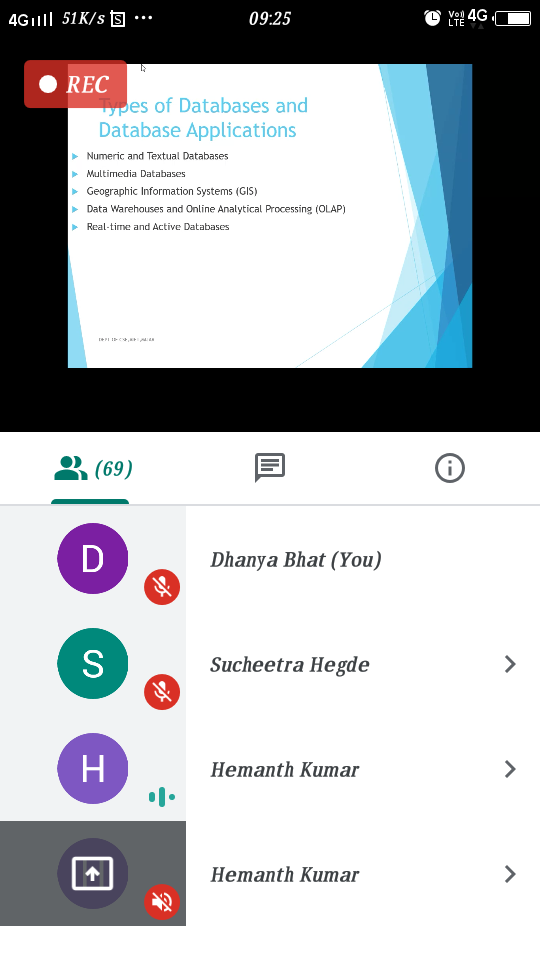 4G 51K/s S ... 09:25 Vo) LTE 4G
REC
Types of Databases and
Database Applications
Numeric and Textual Databases
Multimedia Databases
Geographic Information Systems (GIS)
Data Warehouses and Online Analytical Processing (OLAP)
Real-time and Active Databases
(69)
D Dhanya Bhat (You)
S Sucheetra Hegde
H Hemanth Kumar
Hemanth Kumar